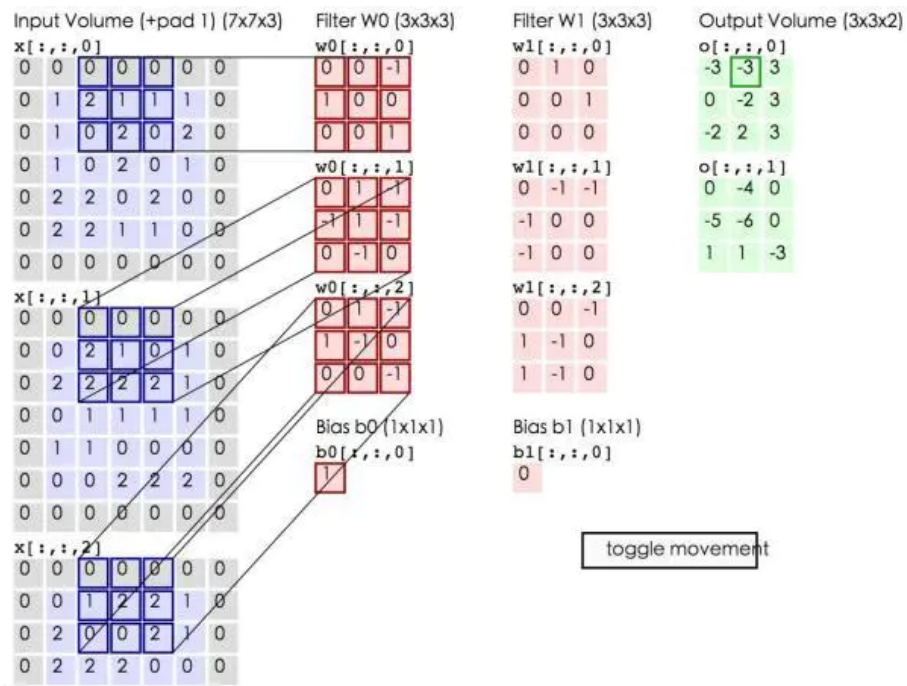 Input Volume (+pad 1) (7x7x3)
x[:,:,0]
0 0 0 0 0 0 0
0 1 2 1 1 1 0
0 1 0 2 0 2 0
0 1 0 2 0 1 0
0 2 2 0 2 0 0
0 2 2 1 1 0 0
0 0 0 0 0 0 0
x[:,:,1]
0 0 0 0 0 0 0
0 0 2 1 0 1 0
0 2 2 2 2 1 0
0 0 1 1 1 1 0
0 1 1 0 0 0 0
0 0 0 2 2 2 0
0 0 0 0 0 0 0
x[:,:,2]
0 0 0 0 0 0 0
0 0 1 2 2 1 0
0 2 0 0 2 1 0
0 2 2 2 0 0 0
Filter W0 (3x3x3)
w0[:,:,0]
0 0 -1
1 0 0
0 0 1
w0[:,:,1]
0 1 -1
-1 1 -1
0 -1 0
w0[:,:,2]
0 1 -1
1 -1 0
0 0 -1
Bias b0 (1x1x1)
b0[:,:,0]
1
Filter W1 (3x3x3)
w1[:,:,0]
0 1 0
0 0 1
0 0 0
w1[:,:,1]
0 -1 -1
-1 0 0
-1 0 0
w1[:,:,2]
0 0 -1
1 -1 0
1 -1 0
Bias b1 (1x1x1)
b1[:,:,0]
0
Output Volume (3x3x2)
o[:,:,0]
-3 -3 3
0 -2 3
-2 2 3
o[:,:,1]
0 -4 0
-5 -6 0
1 1 -3
toggle movement